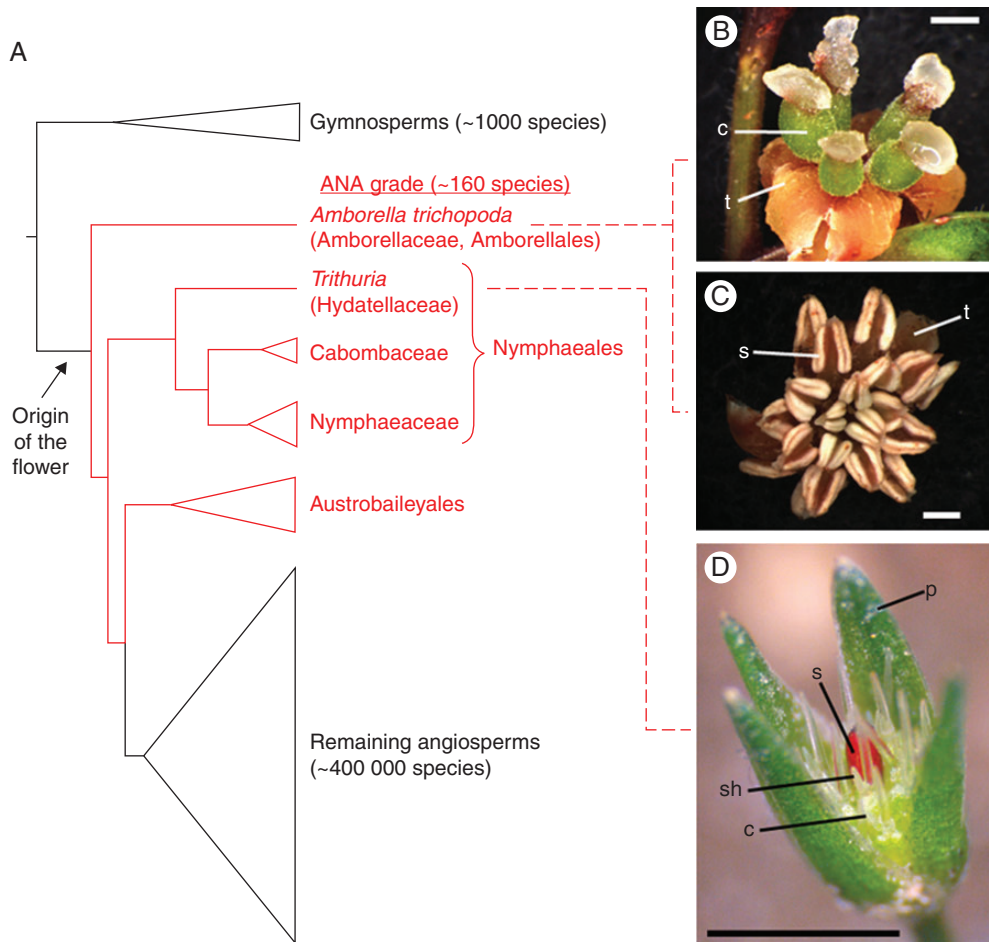 A
Gymnosperms (~1000 species)
ANA grade (~160 species)
Amborella trichopoda
(Amborellaceae, Amborellales)
Trithuria
(Hydatellaceae)
Cabombaceae
Nymphaeales
Nymphaeaceae
Origin
of the
flower
Austrobaileyales
Remaining angiosperms
(~400 000 species)
B
c
t
C
t
s
D
p
s
sh
c